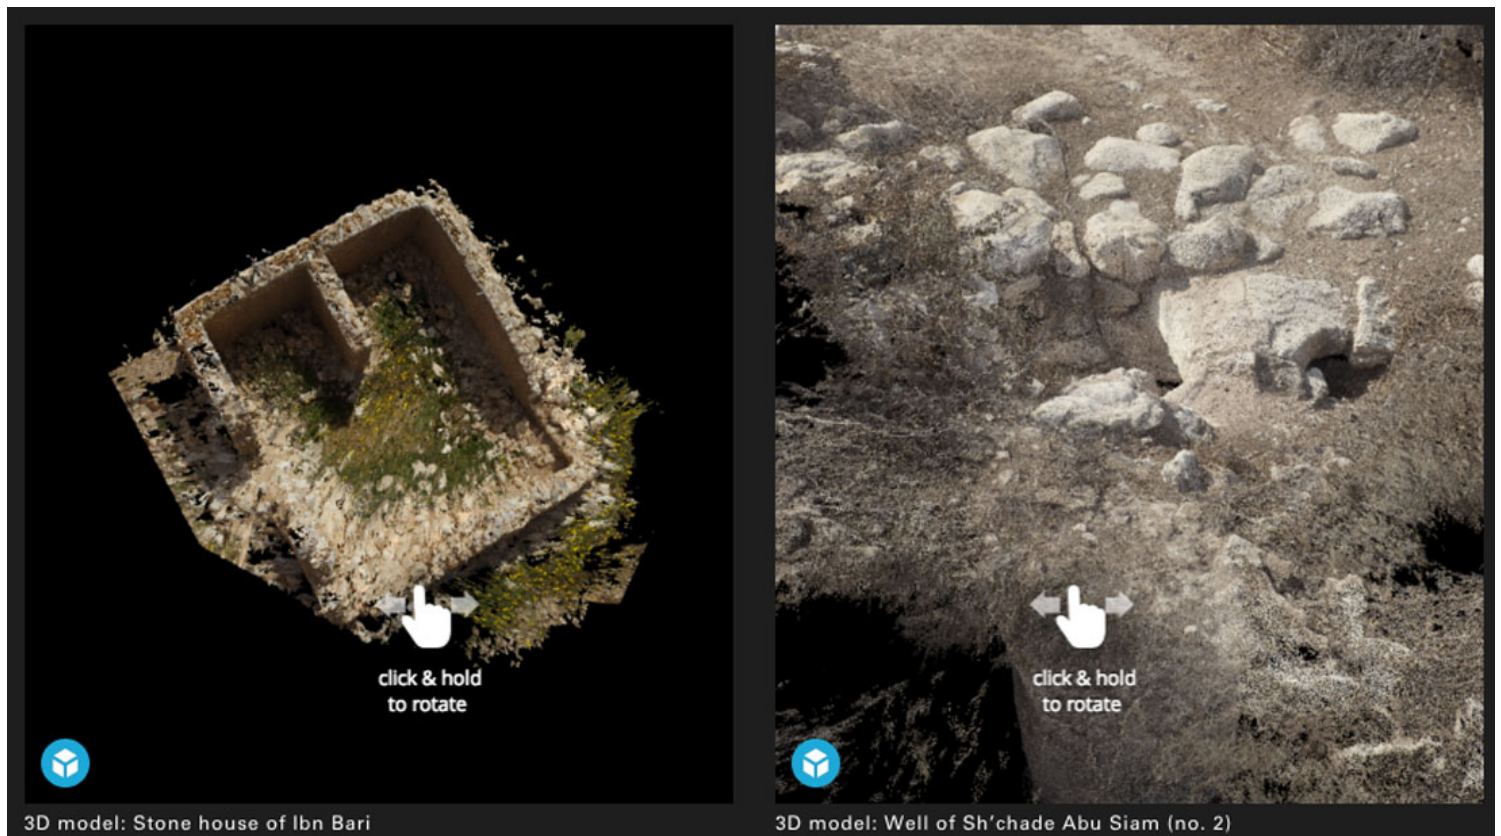 click & hold
to rotate
click & hold
to rotate
3D model: Stone house of Ibn Bari
3D model: Well of Sh'chade Abu Siam (no. 2)